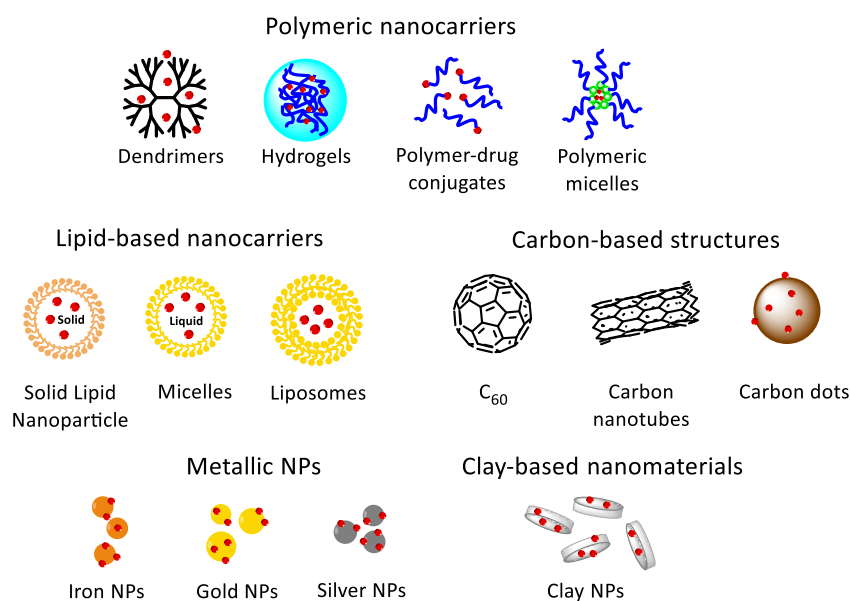 Polymeric nanocarriers
Dendrimers
Hydrogels
Polymer-drug
conjugates
Polymeric
micelles
Lipid-based nanocarriers
Solid
Liquid
Solid Lipid
Nanoparticle
Micelles
Liposomes
Carbon-based structures
C60
Carbon
nanotubes
Carbon dots
Metallic NPs
Iron NPs
Gold NPs
Silver NPs
Clay-based nanomaterials
Clay NPs